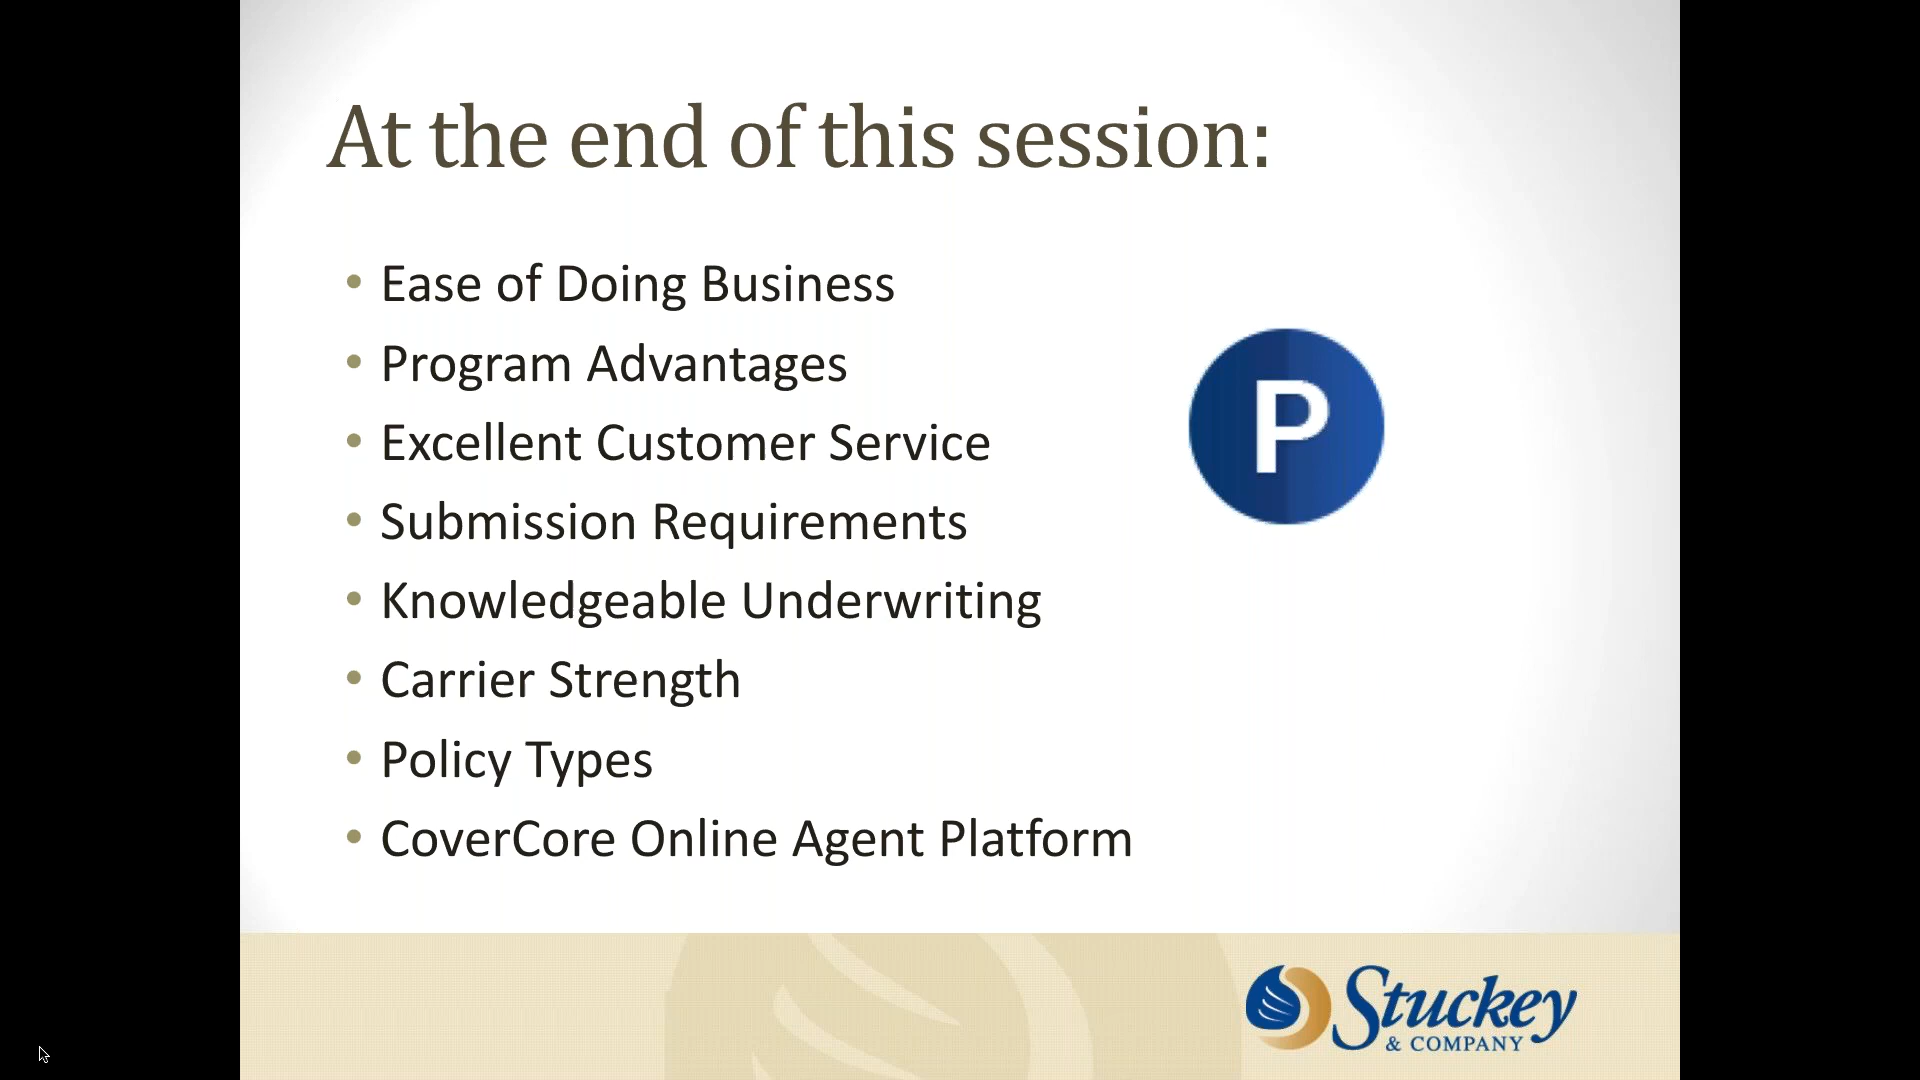 At the end of this session:
• Ease of Doing Business
• Program Advantages
• Excellent Customer Service
• Submission Requirements
• Knowledgeable Underwriting
• Carrier Strength
• Policy Types
• CoverCore Online Agent Platform
P
Stuckey
& COMPANY